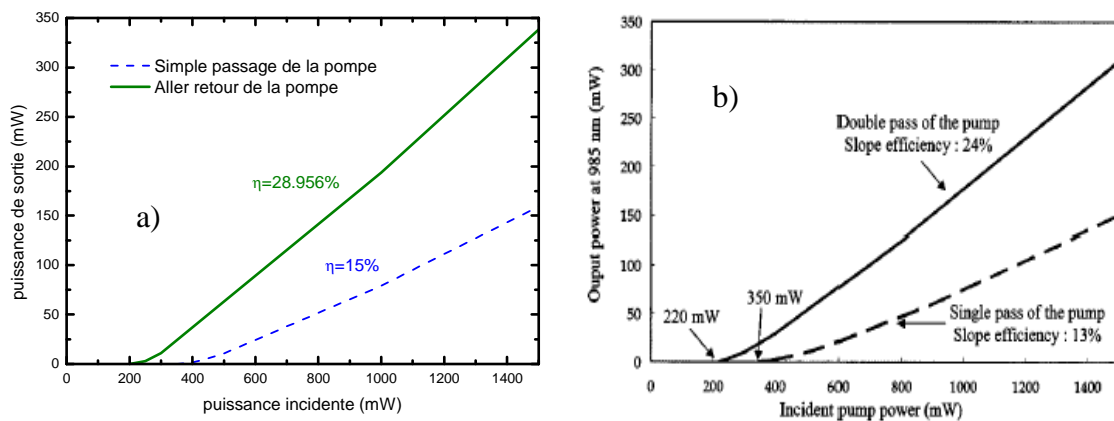 350
300
250
200
150
100
50
0
puissance de sortie (mW)
Simple passage de la pompe
Aller retour de la pompe
η=28.956%
a)
η=15%
0 200 400 600 800 1000 1200 1400
puissance incidente (mW)
350
300
250
200
150
100
50
0
Ouput power at 985 nm (mW)
b)
Double pass of the pump
Slope efficiency : 24%
350 mW
220 mW
Single pass of the pump
Slope efficiency : 13%
0 200 400 600 800 1000 1200 1400
Incident pump power (mW)